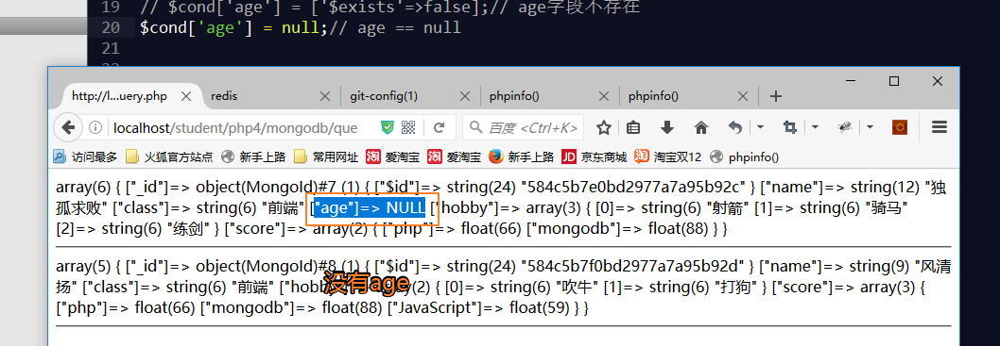 19 // $cond['age'] = ['$exists'=>false];// age字段不存在
20 $cond['age'] = null;// age == null
21
http://l...uery.php redis git-config(1) phpinfo() phpinfo()
localhost/student/php4/mongodb/que 百度 <Ctrl+K>
访问最多 火狐官方站点 新手上路 常用网址 淘 爱淘宝 淘 爱淘宝 新手上路 JD 京东商城 淘 淘宝双12 phpinfo()
array(6) { ["_id"]=> object(MongoId)#7 (1) { ["$id"]=> string(24) "584c5b7e0bd2977a7a95b92c" } ["name"]=> string(12) "独
孤求败" ["class"]=> string(6) "前端" ["age"]=> NULL ["hobby"]=> array(3) { [0]=> string(6) "射箭" [1]=> string(6) "骑马"
[2]=> string(6) "练剑" } ["score"]=> array(2) { ["php"]=> float(66) ["mongodb"]=> float(88) } }
array(5) { ["_id"]=> object(MongoId)#8 (1) { ["$id"]=> string(24) "584c5b7f0bd2977a7a95b92d" } ["name"]=> string(9) "风清
扬" ["class"]=> string(6) "前端" ["hobby array(2) { [0]=> string(6) "吹牛" [1]=> string(6) "打狗" } ["score"]=> array(3) {
没有age
["php"]=> float(66) ["mongodb"]=> float(88) ["JavaScript"]=> float(59) } }